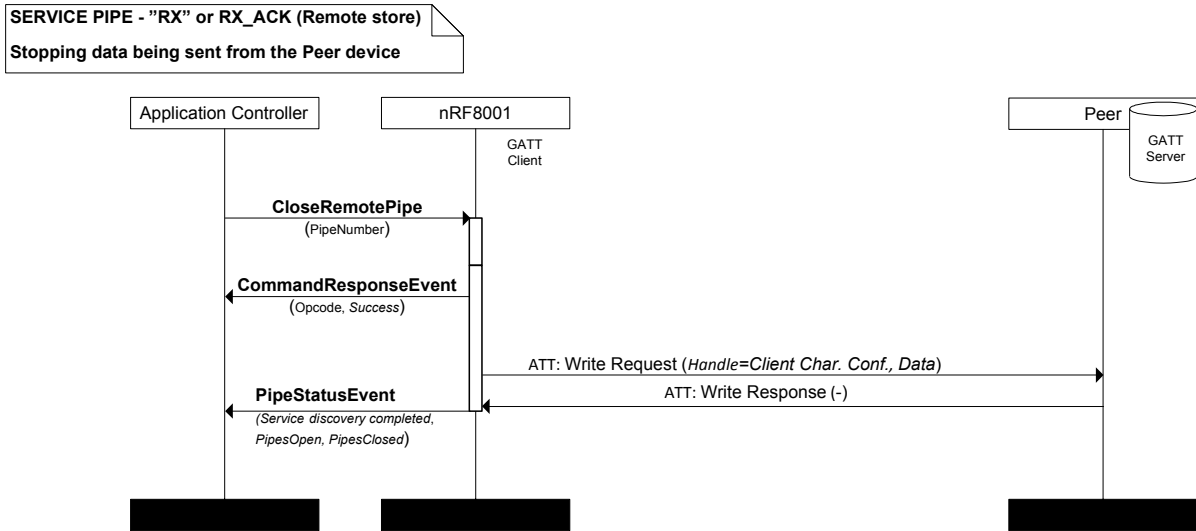 SERVICE PIPE - ”RX” or RX_ACK (Remote store)
Stopping data being sent from the Peer device
Application Controller
nRF8001
Peer
GATT
Client
GATT
Server
CloseRemotePipe
(PipeNumber)
CommandResponseEvent
(Opcode, Success)
ATT: Write Request (Handle=Client Char. Conf., Data)
ATT: Write Response (-)
PipeStatusEvent
(Service discovery completed,
PipesOpen, PipesClosed)